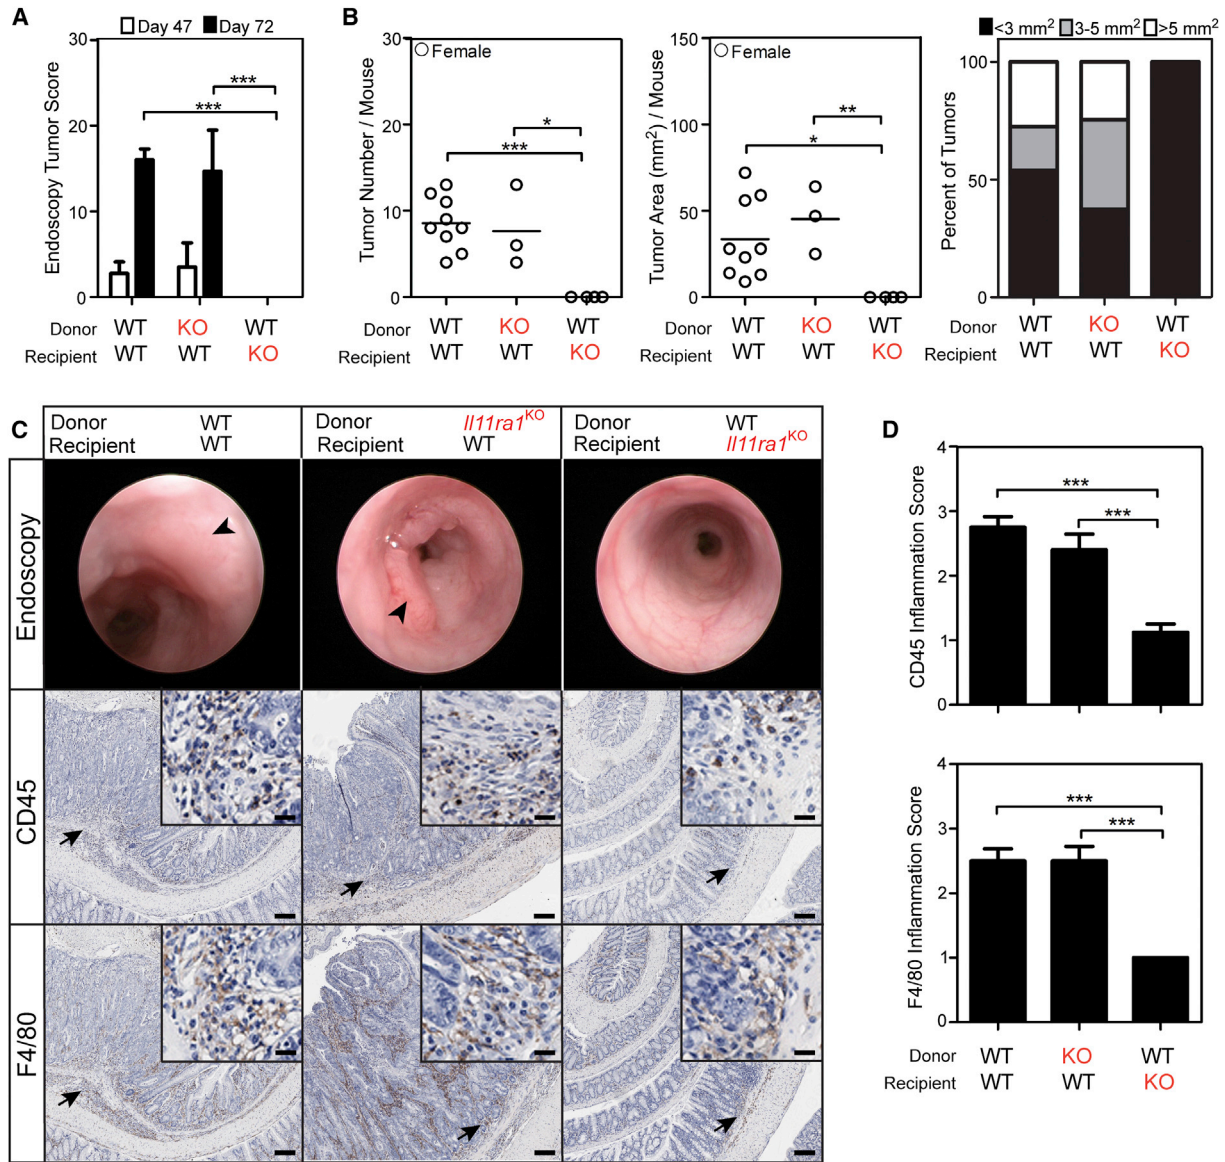 A
Day 47 Day 72
Endoscopy Tumor Score
30
20
10
0
***
***
Donor WT KO WT
Recipient WT WT KO
B
Female
Tumor Number / Mouse
30
20
10
0
*
***
Donor WT KO WT
Recipient WT WT KO
Female
Tumor Area (mm²) / Mouse
150
100
50
0
**
*
WT KO WT
WT WT KO
<3 mm² 3-5 mm² >5 mm²
Percent of Tumors
100
50
0
Donor WT KO WT
Recipient WT WT KO
C
Donor WT
Recipient WT
Donor Il11ra1KO
Recipient WT
Donor WT
Recipient Il11ra1KO
Endoscopy
CD45
F4/80
D
CD45 Inflammation Score
4
3
2
1
0
***
***
F4/80 Inflammation Score
4
3
2
1
0
***
***
Donor WT KO WT
Recipient WT WT KO